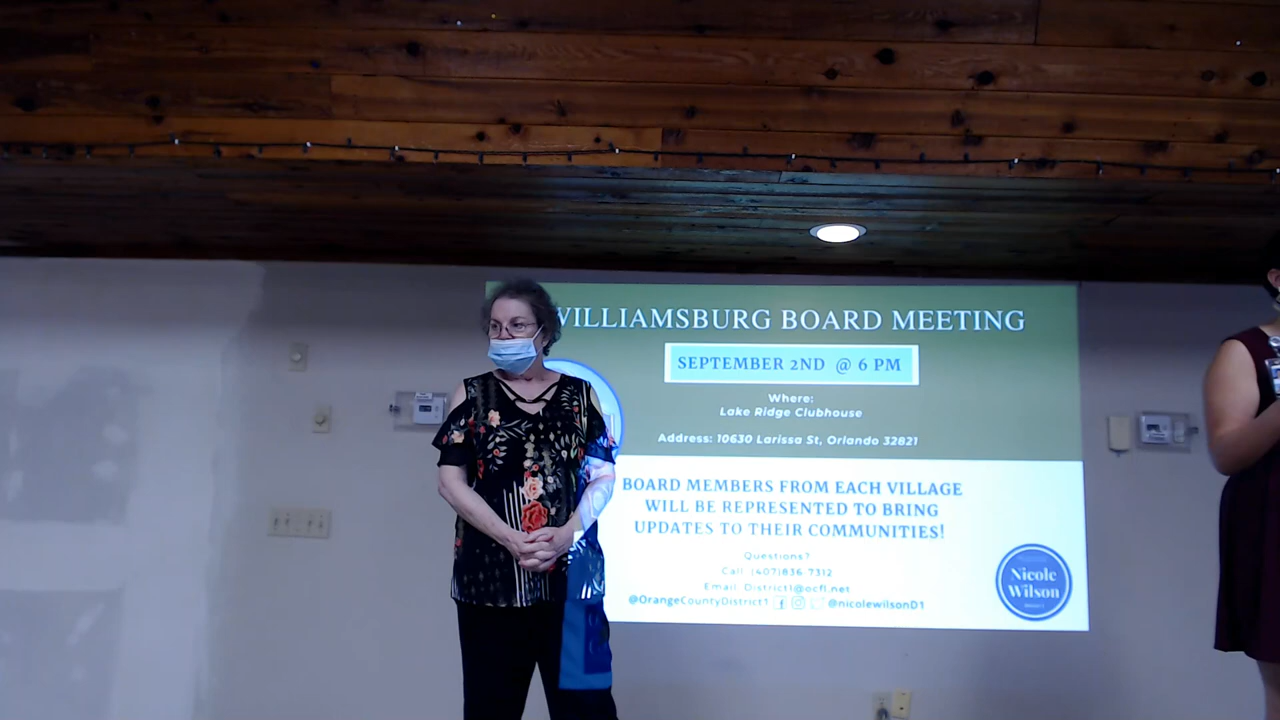 WILLIAMSBURG BOARD MEETING
SEPTEMBER 2ND @ 6 PM
Where:
Lake Ridge Clubhouse
Address: 10630 Larissa St, Orlando 32821
BOARD MEMBERS FROM EACH VILLAGE
WILL BE REPRESENTED TO BRING
UPDATES TO THEIR COMMUNITIES!
Questions?
Call: (407)836-7312
Email: District1@ocfl.net
@OrangeCountyDistrict1 @nicolewilsonD1
Nicole
Wilson